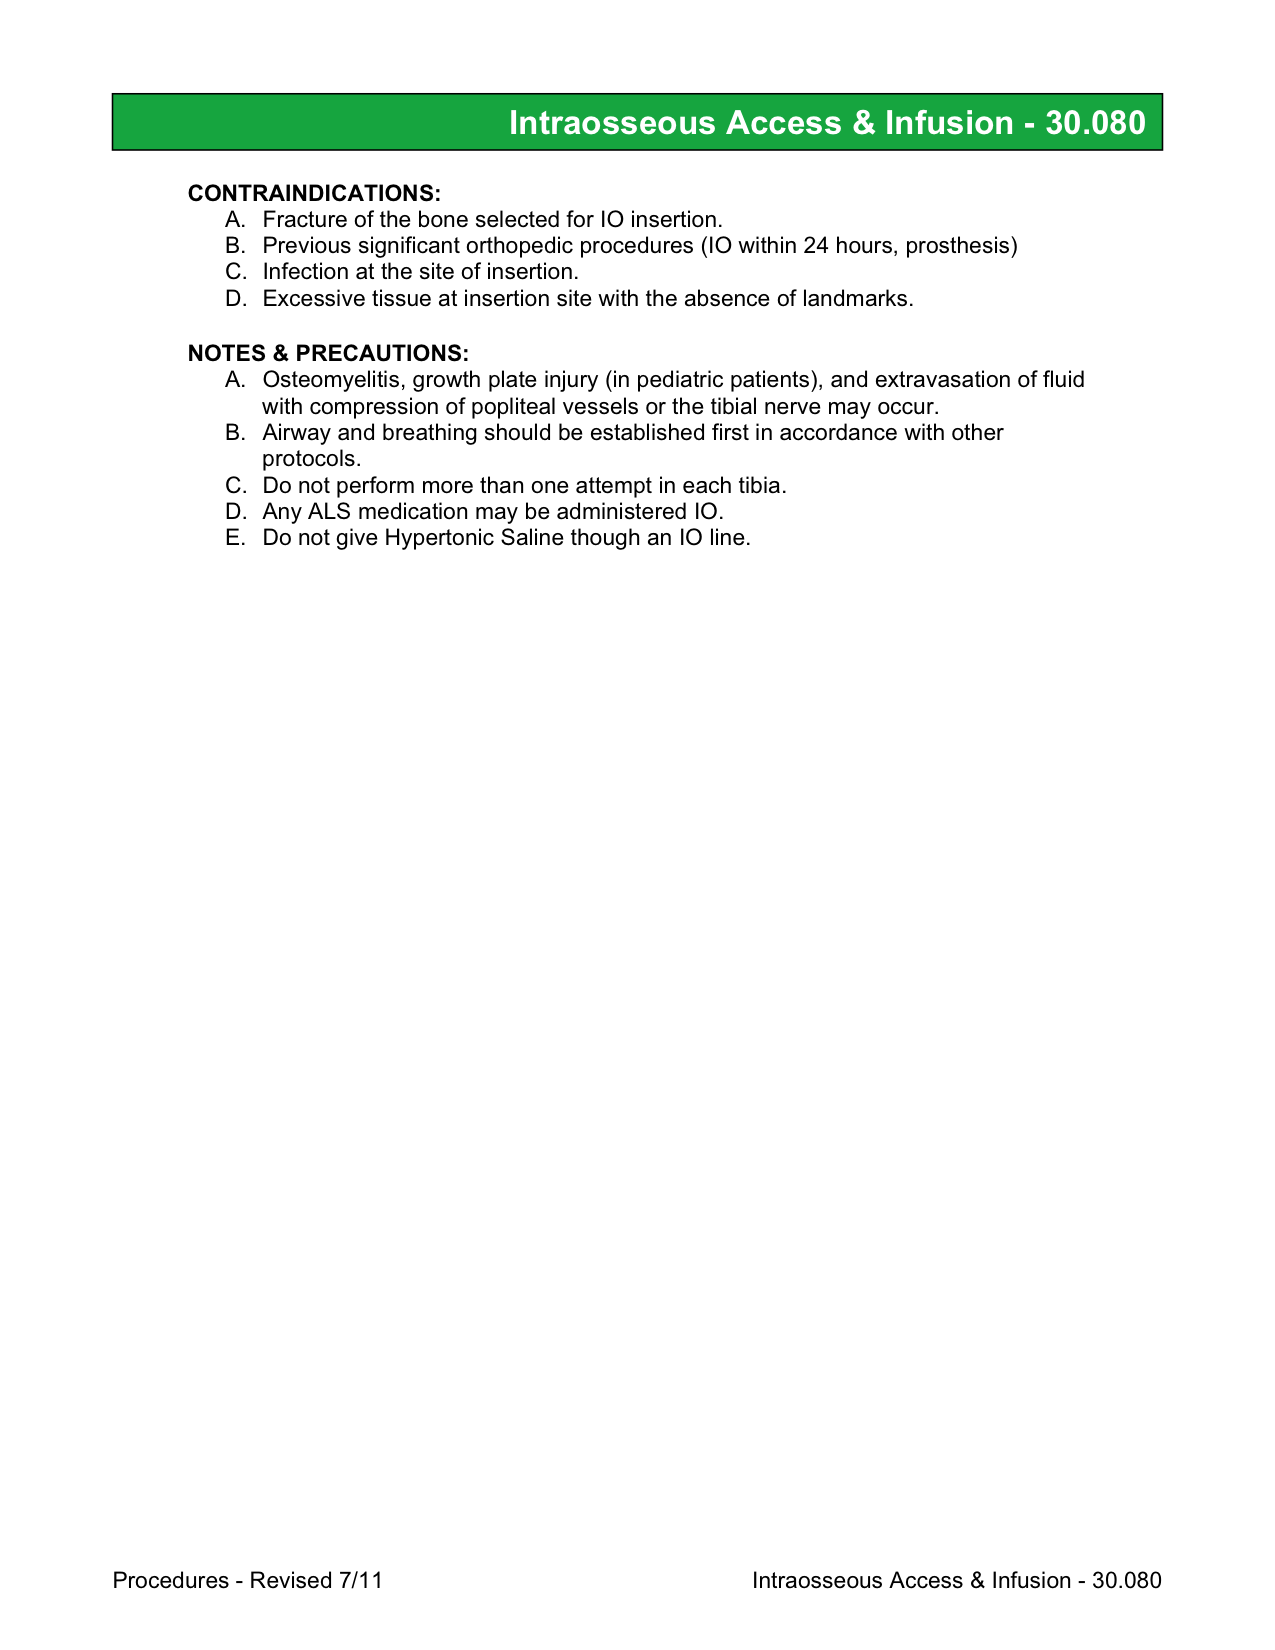 Intraosseous Access & Infusion - 30.080
CONTRAINDICATIONS:
A. Fracture of the bone selected for IO insertion.
B. Previous significant orthopedic procedures (IO within 24 hours, prosthesis)
C. Infection at the site of insertion.
D. Excessive tissue at insertion site with the absence of landmarks.
NOTES & PRECAUTIONS:
A. Osteomyelitis, growth plate injury (in pediatric patients), and extravasation of fluid
with compression of popliteal vessels or the tibial nerve may occur.
B. Airway and breathing should be established first in accordance with other
protocols.
C. Do not perform more than one attempt in each tibia.
D. Any ALS medication may be administered IO.
E. Do not give Hypertonic Saline though an IO line.
Procedures - Revised 7/11 Intraosseous Access & Infusion - 30.080